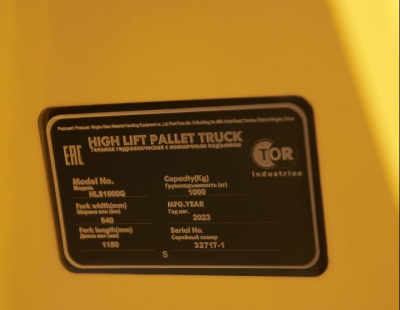 HIGH LIFT PALLET TRUCK
Тележка гидравлическая с ножничным подъемом
EAC
TOR
Industries
Model No.
Модель
HLS1000Q
Capacity(Kg)
Грузоподъемность (кг)
1000
Fork width(mm)
Ширина вил (мм)
540
MFG.YEAR
Год изг.
2023
Fork length(mm)
Длина вил (мм)
1150
Serial No.
Серийный номер
32717-1
S